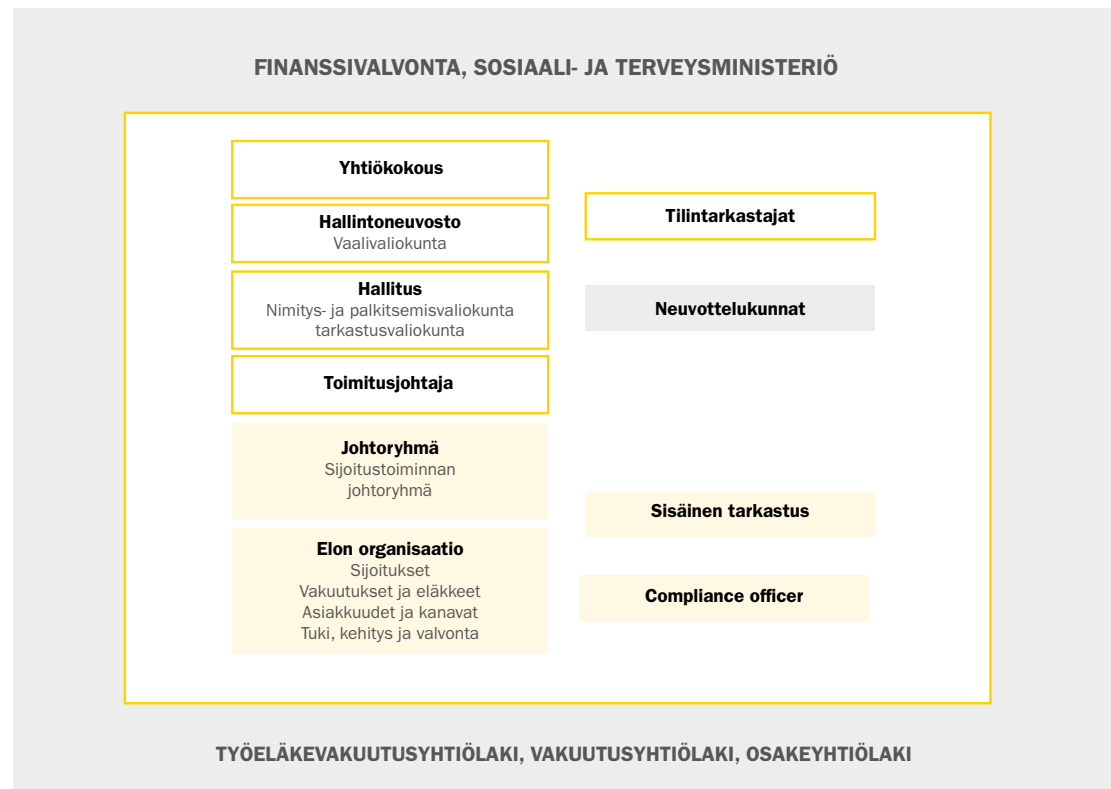 FINANSSIVALVONTA, SOSIAALI- JA TERVEYSMINISTERIÖ
Yhtiökokous
Hallintoneuvosto
Vaalivaliokunta
Hallitus
Nimitys- ja palkitsemisvaliokunta
tarkastusvaliokunta
Toimitusjohtaja
Johtoryhmä
Sijoitustoiminnan
johtoryhmä
Elon organisaatio
Sijoitukset
Vakuutukset ja eläkkeet
Asiakkuudet ja kanavat
Tuki, kehitys ja valvonta
Tilintarkastajat
Neuvottelukunnat
Sisäinen tarkastus
Compliance officer
TYÖELÄKEVAKUUTUSYHTIÖLAKI, VAKUUTUSYHTIÖLAKI, OSAKEYHTIÖLAKI